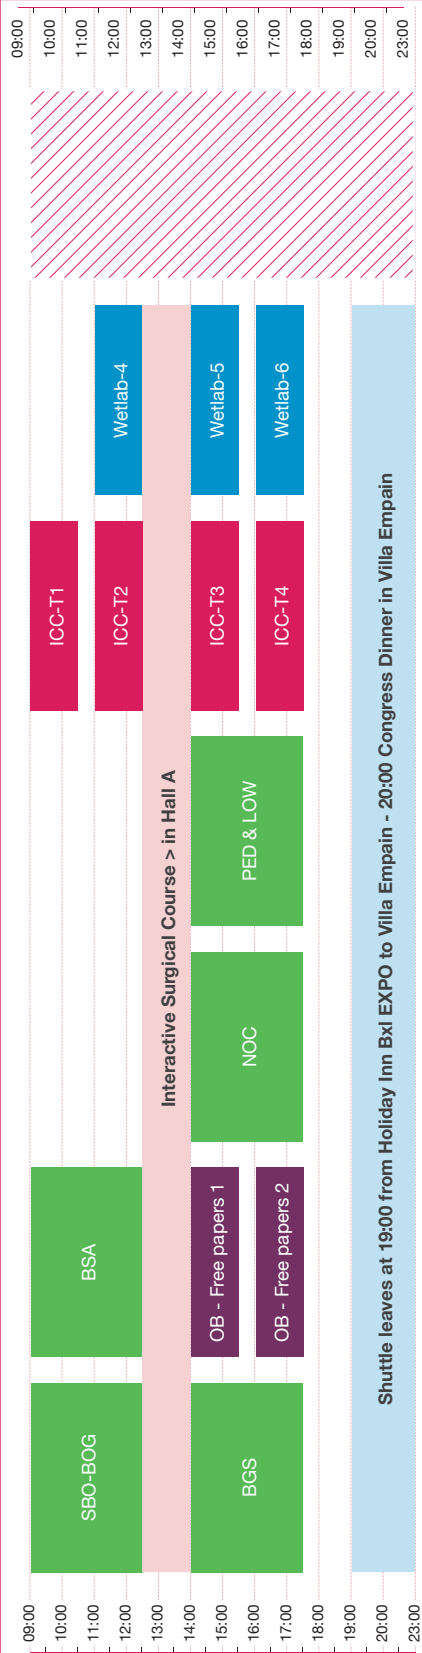 09:00
10:00
11:00
12:00
13:00
14:00
15:00
16:00
17:00
18:00
19:00
20:00
23:00
SBO-BOG
BGS
BSA
OB - Free papers 1
OB - Free papers 2
NOC
PED & LOW
Interactive Surgical Course > in Hall A
ICC-T1
ICC-T2
ICC-T3
ICC-T4
Wetlab-4
Wetlab-5
Wetlab-6
Shuttle leaves at 19:00 from Holiday Inn Bxl EXPO to Villa Empain - 20:00 Congress Dinner in Villa Empain
09:00
10:00
11:00
12:00
13:00
14:00
15:00
16:00
17:00
18:00
19:00
20:00
23:00